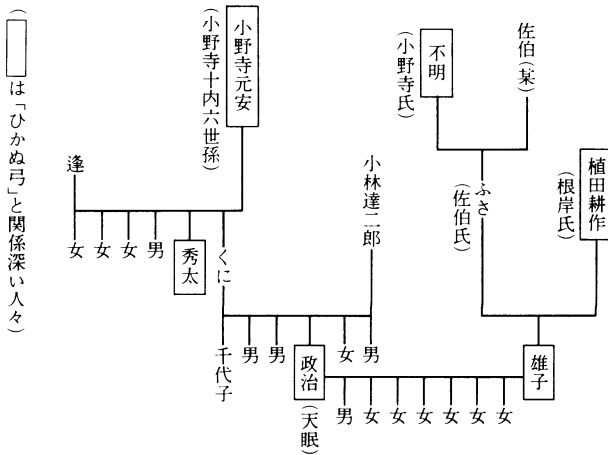 佐伯(某)
不明
(小野寺氏)
植田耕作
(根岸氏)
ふさ
(佐伯氏)
雄子
小林達二郎
小野寺元安
(小野寺十内六世孫)
逢
くに
秀太
男
女
女
女
男
女
政治
(天眠)
男
男
千代子
女
女
女
女
女
女
男
(□は「ひかぬ弓」と関係深い人々)